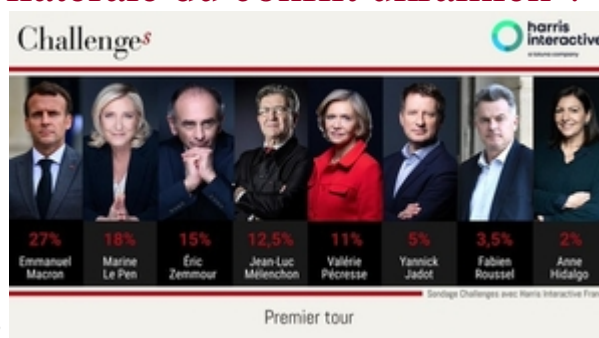 Challenges
harris
interactive
27% 18% 15% 12,5% 11% 5% 3,5% 2%
Emmanuel Macron
Marine Le Pen
Éric Zemmour
Jean-Luc Mélenchon
Valérie Pécresse
Yannick Jadot
Fabien Roussel
Anne Hidalgo
Sondage Challenges avec Harris Interactive Fran
Premier tour